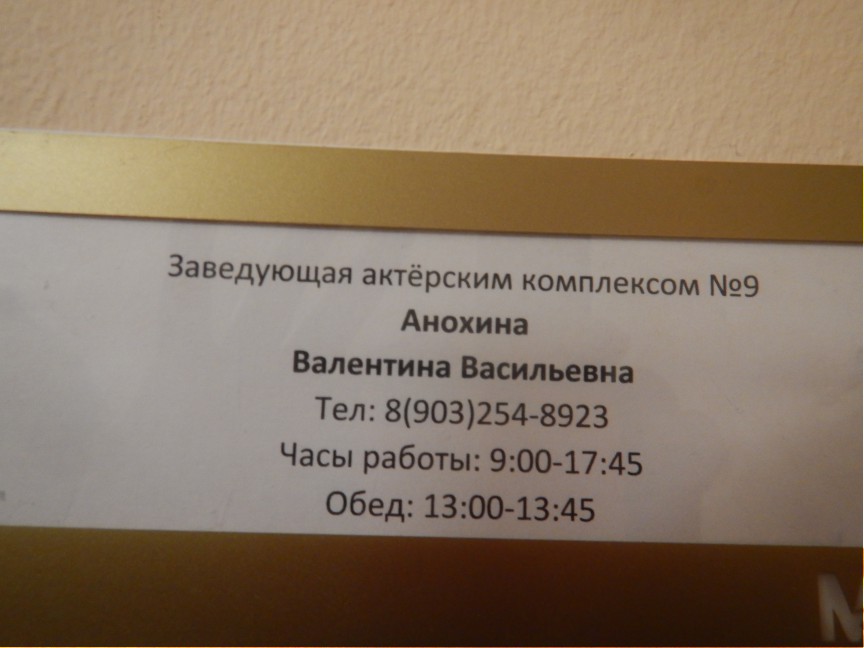 Заведующая актёрским комплексом №9
Анохина
Валентина Васильевна
Тел: 8(903)254-8923
Часы работы: 9:00-17:45
Обед: 13:00-13:45